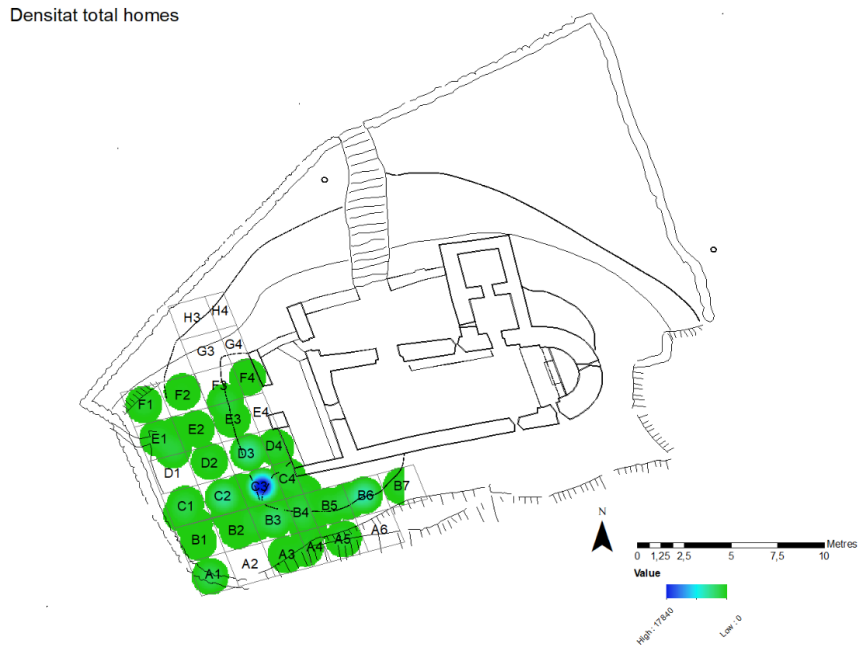 Densitat total homes
H3 H4
G3 G4
F1 F2 F3 F4
E1 E2 E3 E4
D1 D2 D3 D4
C1 C2 C3 C4
B1 B2 B3 B4 B5 B6 B7
A1 A2 A3 A4 A5 A6
N
Metres
0 1,25 2,5 5 7,5 10
Value
High : 17840
Low : 0